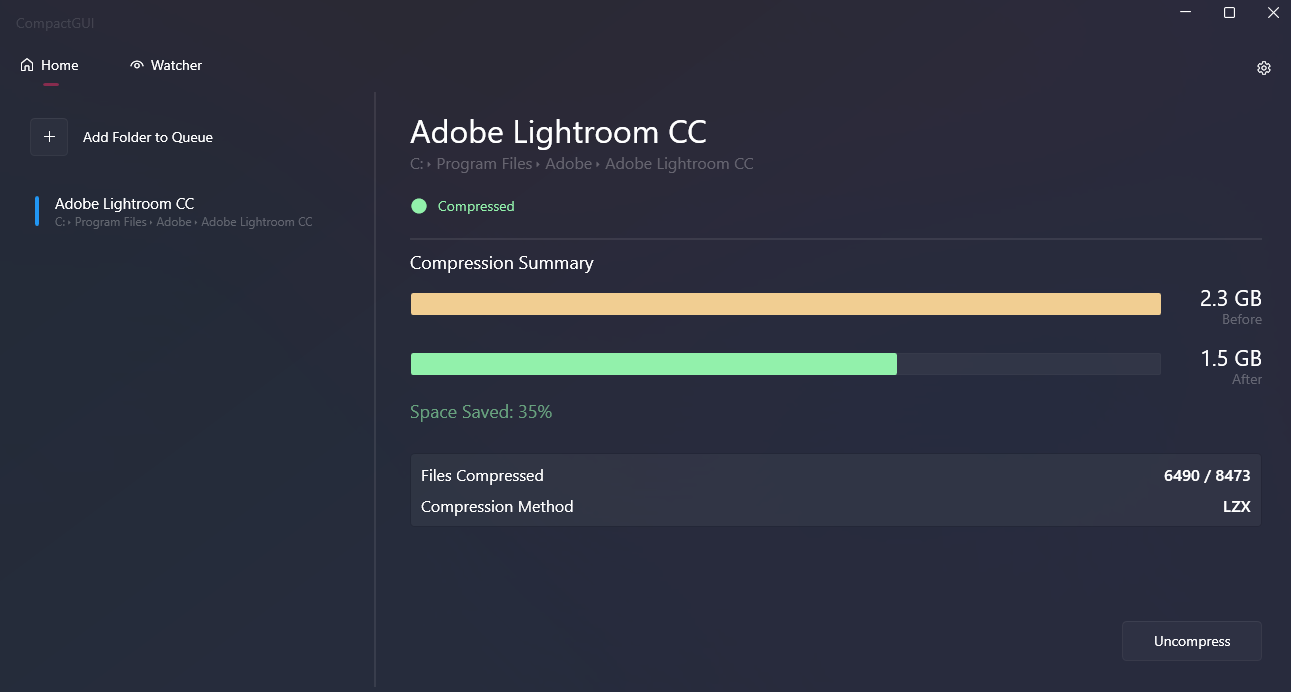 CompactGUI
Home
Watcher
Add Folder to Queue
Adobe Lightroom CC
C: ▸ Program Files ▸ Adobe ▸ Adobe Lightroom CC
Adobe Lightroom CC
C: ▸ Program Files ▸ Adobe ▸ Adobe Lightroom CC
Compressed
Compression Summary
2.3 GB
Before
1.5 GB
After
Space Saved: 35%
Files Compressed 6490 / 8473
Compression Method LZX
Uncompress